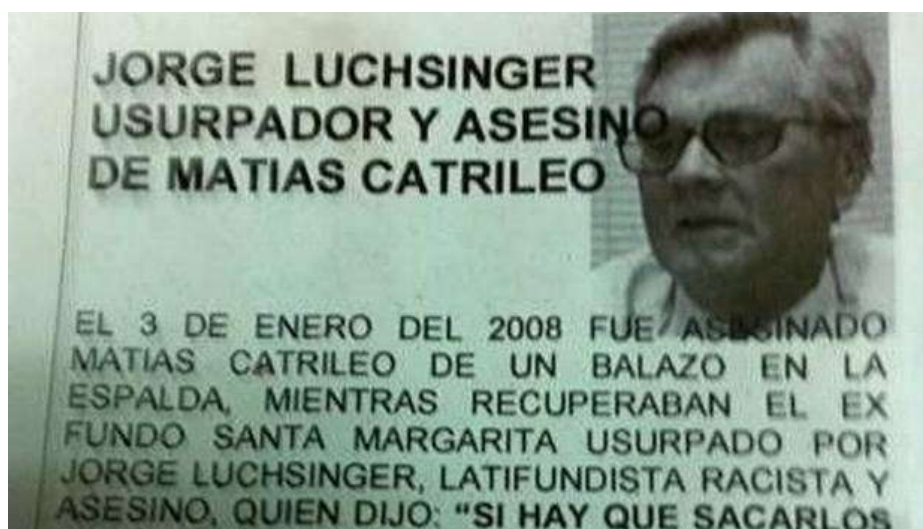 JORGE LUCHSINGER
USURPADOR Y ASESINO
DE MATIAS CATRILEO
EL 3 DE ENERO DEL 2008 FUE ASESINADO
MATIAS CATRILEO DE UN BALAZO EN LA
ESPALDA, MIENTRAS RECUPERABAN EL EX
FUNDO SANTA MARGARITA USURPADO POR
JORGE LUCHSINGER, LATIFUNDISTA RACISTA Y
ASESINO, QUIEN DIJO: "SI HAY QUE SACARLOS